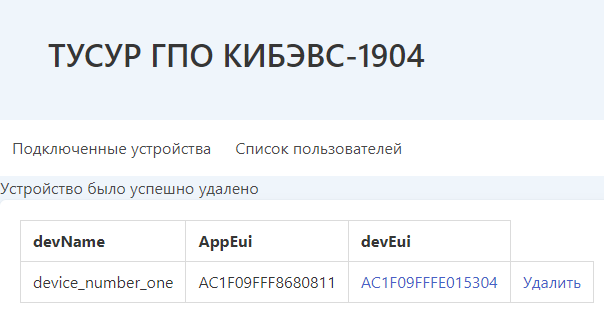 ТУСУР ГПО КИБЭВС-1904
Подключенные устройства Список пользователей
Устройство было успешно удалено
devName AppEui devEui
device_number_one AC1F09FFF8680811 AC1F09FFFE015304 Удалить